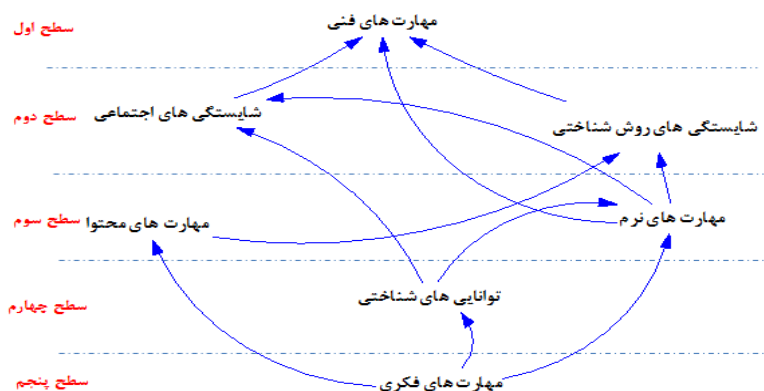 سطح اول
مهارت های فنی
سطح دوم
شایستگی های اجتماعی
شایستگی های روش شناختی
سطح سوم
مهارت های محتوا
مهارت های نرم
سطح چهارم
توانایی های شناختی
سطح پنجم
مهارت های فکری